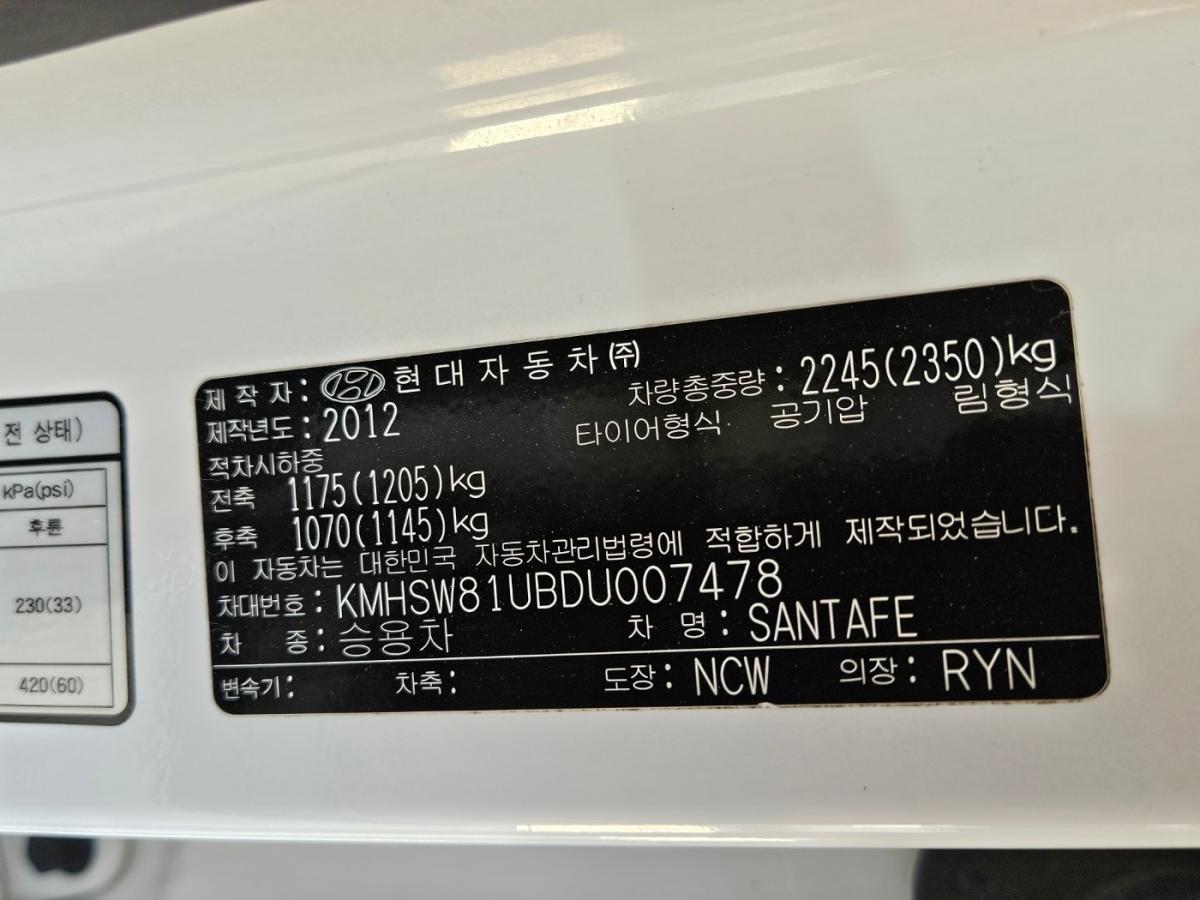 전 상태)
kPa(psi)
후륜
230(33)
420(60)
제 작 자 : 현 대 자 동 차 ㈜
제작년도 : 2012 차량총중량 : 2245(2350)kg
적차시하중 타이어형식 공기압 림형식
전축 1175(1205)kg
후축 1070(1145)kg
이 자동차는 대한민국 자동차관리법령에 적합하게 제작되었습니다.
차대번호 : KMHSW81UBDU007478
차 종 : 승용차 차 명 : SANTAFE
변속기 : 차축 : 도장 : NCW 의장 : RYN